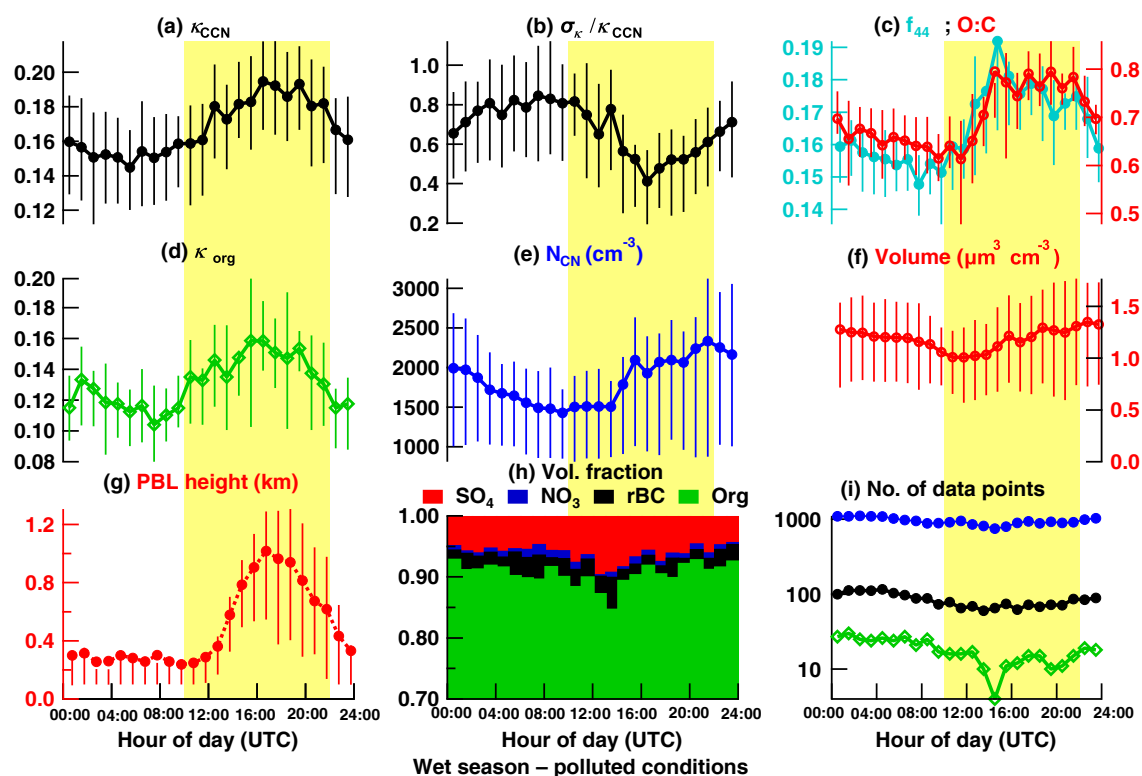 (a) κCCN
(b) σκ /κCCN
(c) f44 ; O:C
0.20
0.18
0.16
0.14
0.12
1.0
0.8
0.6
0.4
0.2
0.19
0.18
0.17
0.16
0.15
0.14
0.8
0.7
0.6
0.5
(d) κ org
(e) NCN (cm-3)
(f) Volume (µm3 cm-3)
0.20
0.18
0.16
0.14
0.12
0.10
0.08
3000
2500
2000
1500
1000
1.5
1.0
0.5
0.0
(g) PBL height (km)
(h) Vol. fraction
SO4 NO3 rBC Org
(i) No. of data points
1.2
0.8
0.4
0.0
1.00
0.90
0.80
0.70
1000
100
10
00:00 04:00 08:00 12:00 16:00 20:00 24:00
00:00 04:00 08:00 12:00 16:00 20:00 24:00
00:00 04:00 08:00 12:00 16:00 20:00 24:00
Hour of day (UTC)
Hour of day (UTC)
Hour of day (UTC)
Wet season – polluted conditions